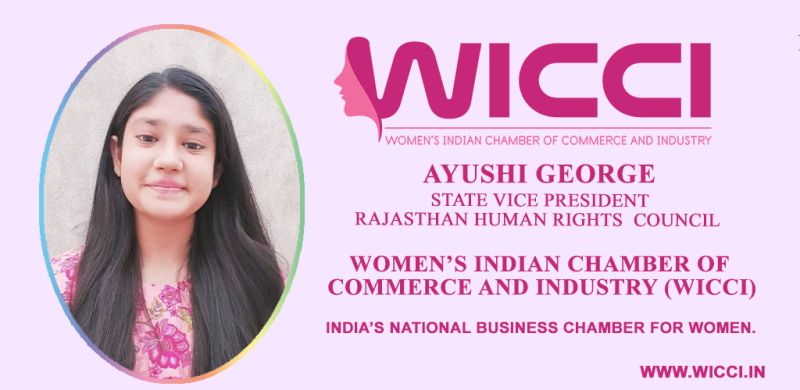 WICCI
WOMEN'S INDIAN CHAMBER OF COMMERCE AND INDUSTRY
AYUSHI GEORGE
STATE VICE PRESIDENT
RAJASTHAN HUMAN RIGHTS COUNCIL
WOMEN'S INDIAN CHAMBER OF
COMMERCE AND INDUSTRY (WICCI)
INDIA'S NATIONAL BUSINESS CHAMBER FOR WOMEN.
WWW.WICCI.IN